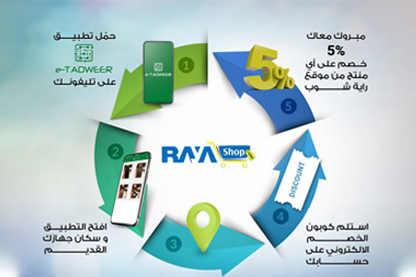 حمّل تطبيق
e-TADWEER
على تليفونك
1
e-TADWEER
مبروك معاك
5%
خصم على أي
منتج من موقع
راية شوب
5%
5
RAYA Shop
2
افتح التطبيق
و سكان جهازك
القديم
3
4
DISCOUNT
استلم كوبون
الخصم
الالكتروني على
حسابك